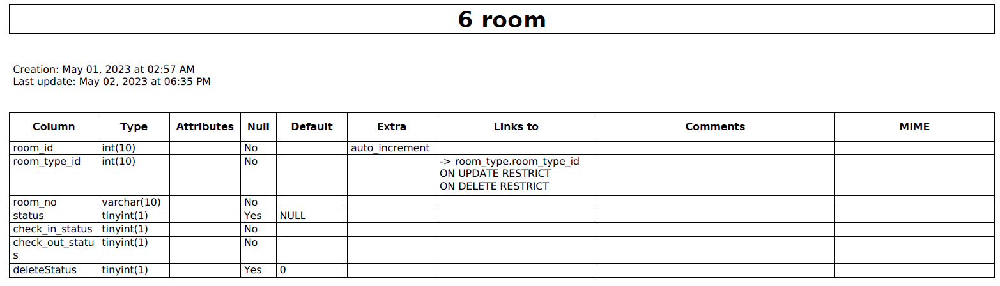 6 room
Creation: May 01, 2023 at 02:57 AM
Last update: May 02, 2023 at 06:35 PM
Column Type Attributes Null Default Extra Links to Comments MIME
room_id int(10) No auto_increment
room_type_id int(10) No -> room_type.room_type_id
ON UPDATE RESTRICT
ON DELETE RESTRICT
room_no varchar(10) No
status tinyint(1) Yes NULL
check_in_status tinyint(1) No
check_out_statu tinyint(1) No
s
deleteStatus tinyint(1) Yes 0